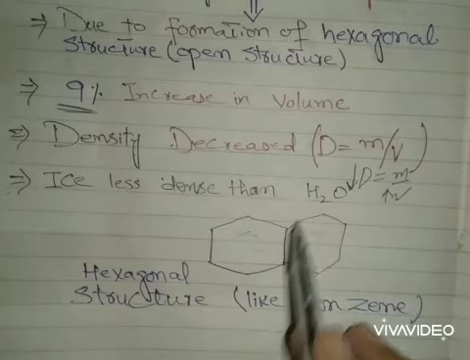 ⇒ Due to formation of hexagonal
Structure (open structure)
⇒ 9% Increase in Volume
⇒ Density Decreased (D = m/V)
⇒ Ice less dense than H2O ↓D = m/↑V
Hexagonal
Structure (like zene)
VIVAVIDEO